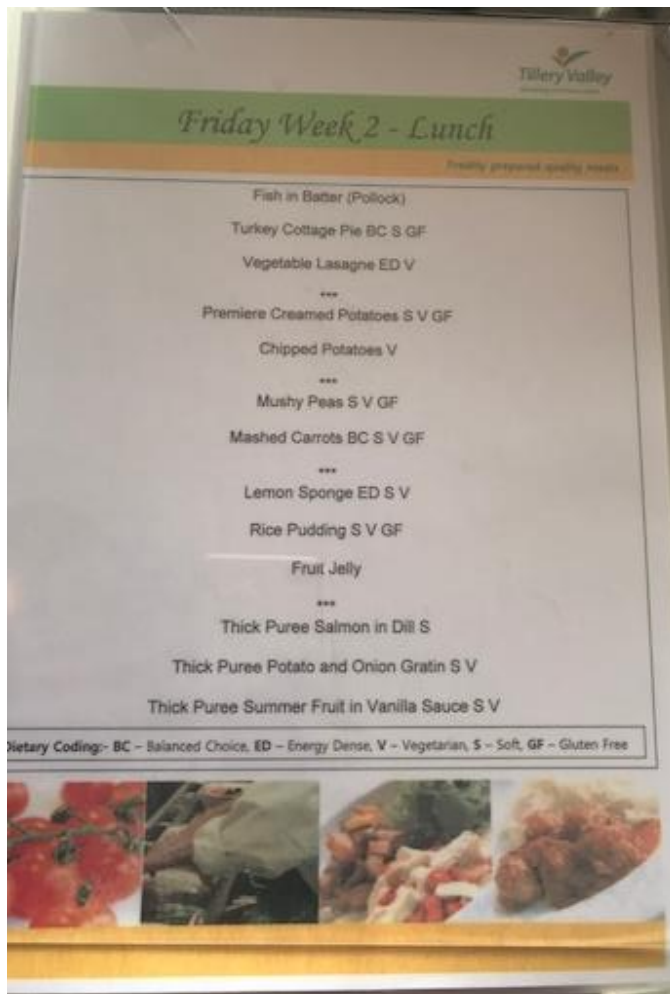 Tillery Valley
Friday Week 2 - Lunch
Freshly prepared quality meals
Fish in Batter (Pollock)
Turkey Cottage Pie BC S GF
Vegetable Lasagne ED V
***
Premiere Creamed Potatoes S V GF
Chipped Potatoes V
***
Mushy Peas S V GF
Mashed Carrots BC S V GF
***
Lemon Sponge ED S V
Rice Pudding S V GF
Fruit Jelly
***
Thick Puree Salmon in Dill S
Thick Puree Potato and Onion Gratin S V
Thick Puree Summer Fruit in Vanilla Sauce S V
Dietary Coding:- BC – Balanced Choice, ED – Energy Dense, V – Vegetarian, S – Soft, GF – Gluten Free